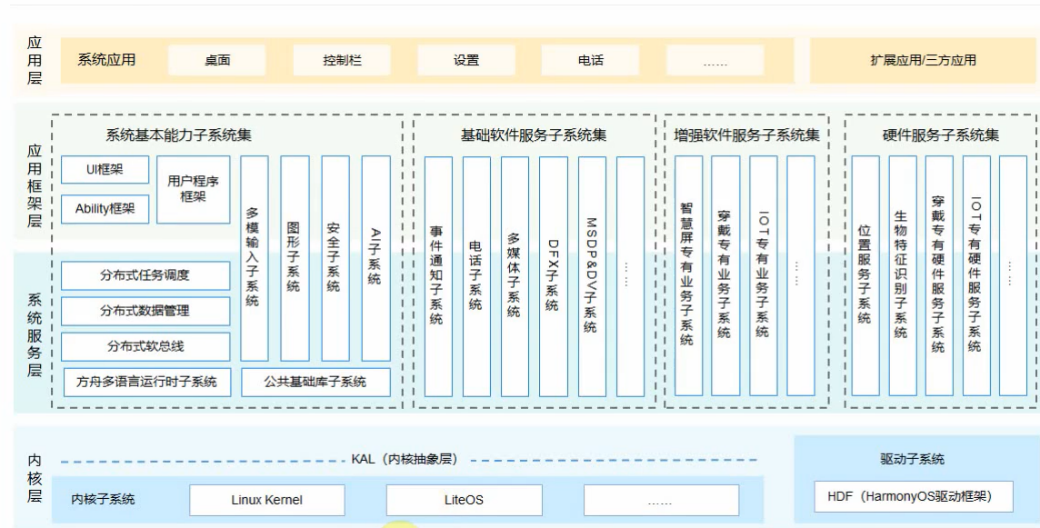 应用层
系统应用
桌面
控制栏
设置
电话
……
扩展应用/三方应用
应用框架层
系统服务层
系统基本能力子系统集
UI框架
Ability框架
用户程序
框架
多模输入子系统
图形子系统
安全子系统
AI子系统
分布式任务调度
分布式数据管理
分布式软总线
方舟多语言运行时子系统
公共基础库子系统
基础软件服务子系统集
事件通知子系统
电话子系统
多媒体子系统
DFX子系统
MSDP&DV子系统
……
增强软件服务子系统集
智慧屏专有业务子系统
穿戴专有业务子系统
IOT专有业务子系统
……
硬件服务子系统集
位置服务子系统
生物特征识别子系统
穿戴专有硬件服务子系统
IOT专有硬件服务子系统
……
内核层
KAL（内核抽象层）
内核子系统
Linux Kernel
LiteOS
……
驱动子系统
HDF（HarmonyOS驱动框架）